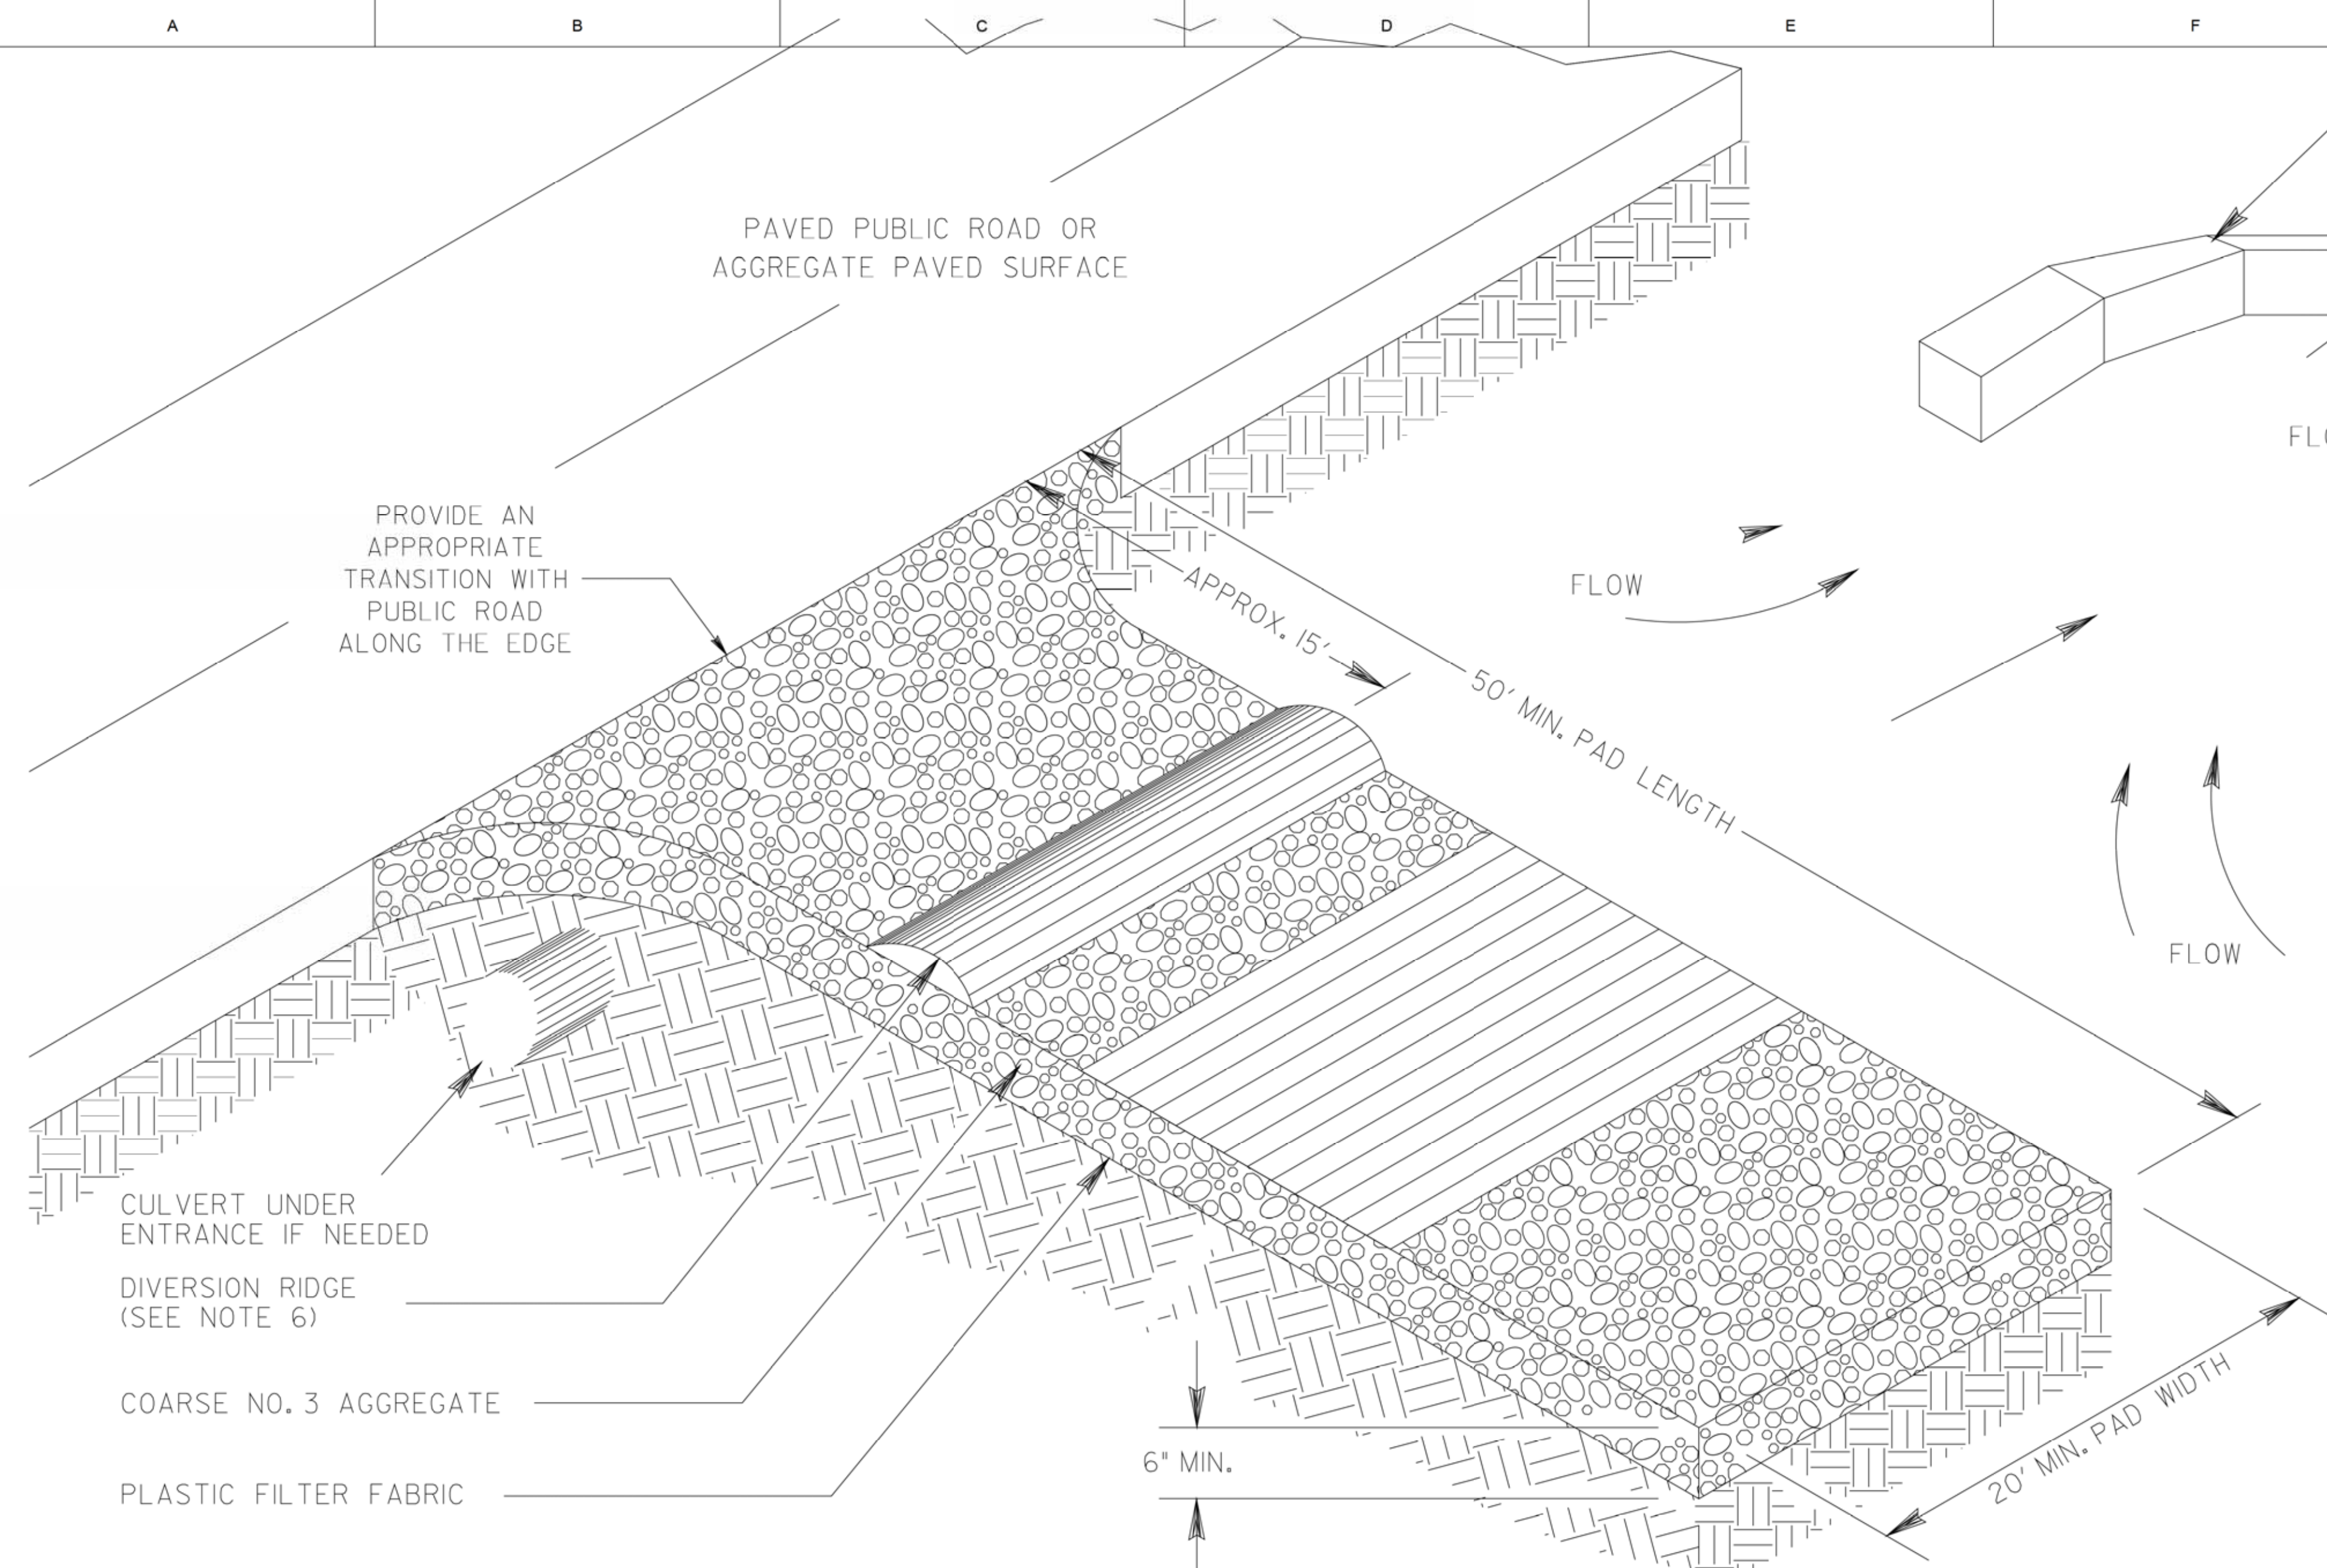 A B C D E F
PAVED PUBLIC ROAD OR
AGGREGATE PAVED SURFACE
PROVIDE AN
APPROPRIATE
TRANSITION WITH
PUBLIC ROAD
ALONG THE EDGE
APPROX. 15'
50' MIN. PAD LENGTH
FLOW
FLOW
CULVERT UNDER
ENTRANCE IF NEEDED
DIVERSION RIDGE
(SEE NOTE 6)
COARSE NO. 3 AGGREGATE
PLASTIC FILTER FABRIC
6" MIN.
20' MIN. PAD WIDTH